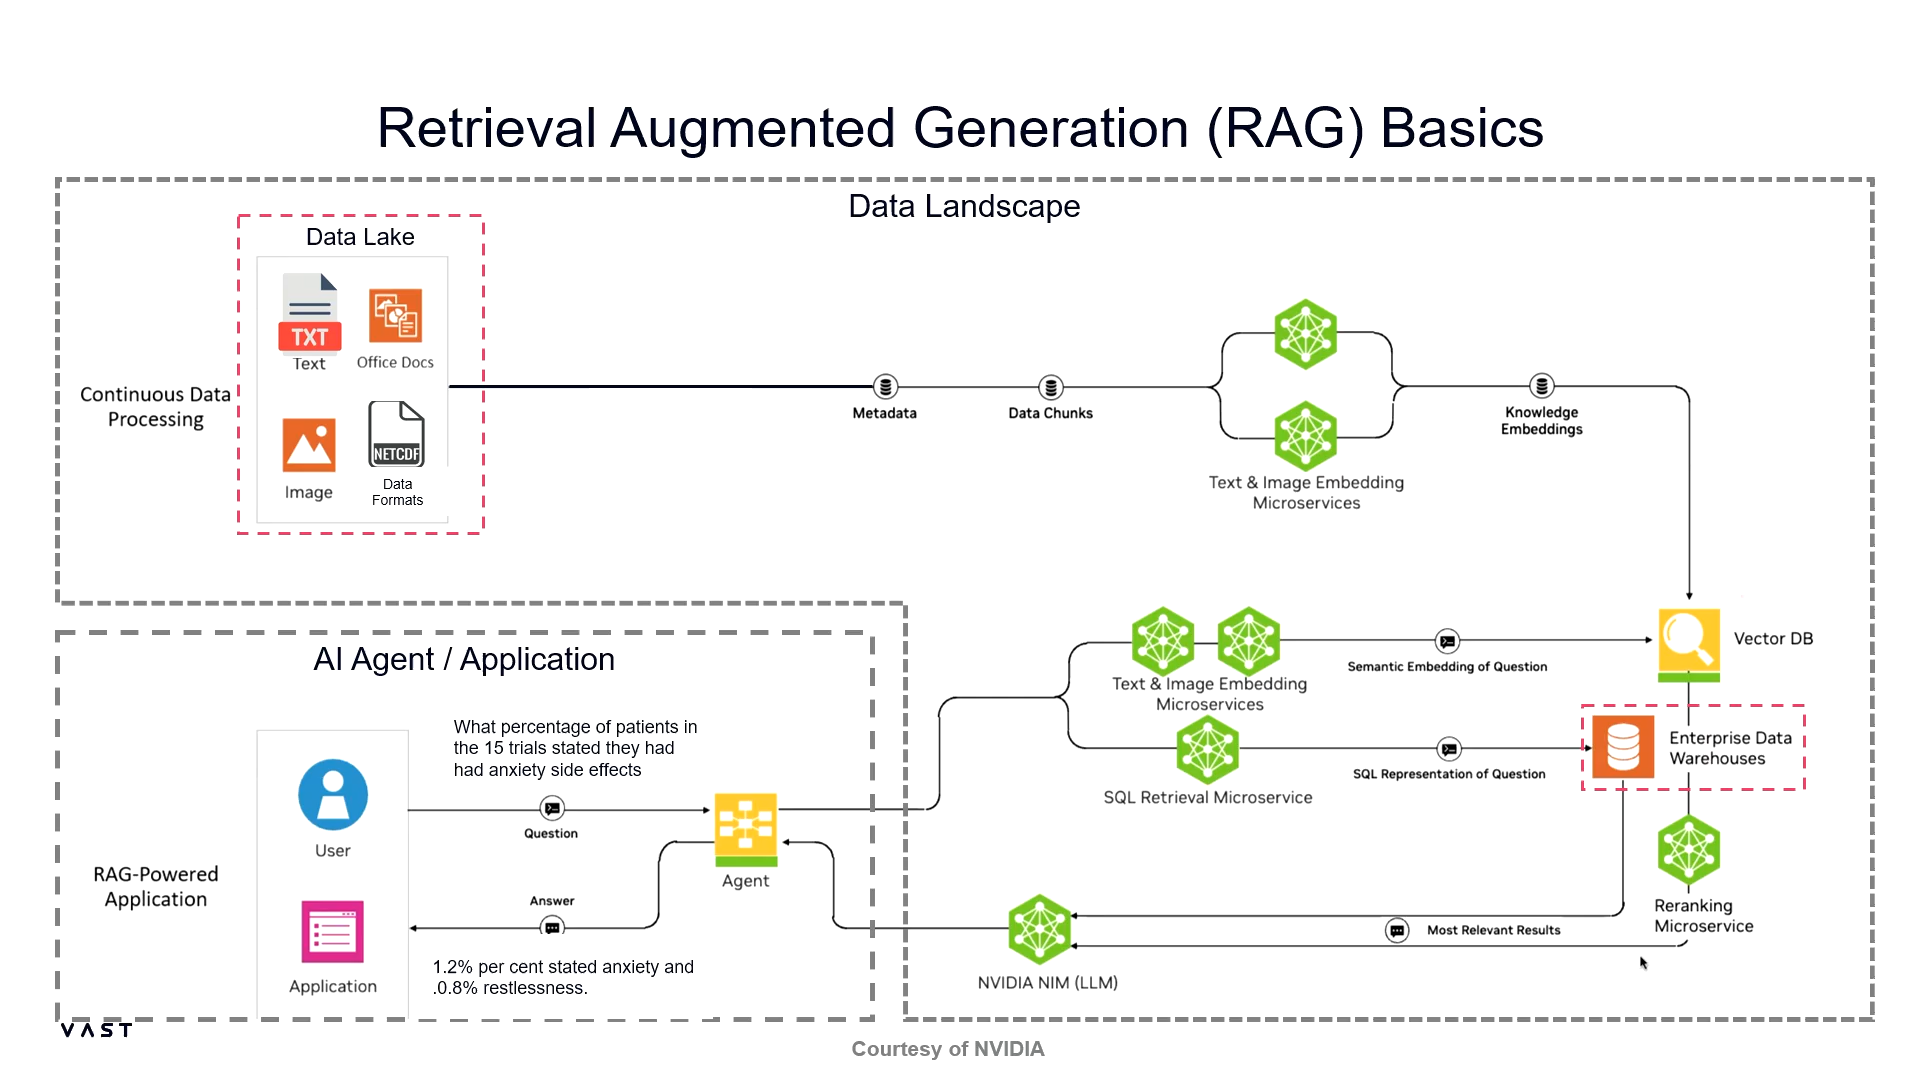 Retrieval Augmented Generation (RAG) Basics
Data Landscape
Data Lake
TXT
Text
Office Docs
Continuous Data
Processing
Image
NETCDF
Data
Formats
Metadata
Data Chunks
Text & Image Embedding
Microservices
Knowledge
Embeddings
AI Agent / Application
What percentage of patients in
the 15 trials stated they had
had anxiety side effects
User
Question
Agent
RAG-Powered
Application
Answer
Application
1.2% per cent stated anxiety and
.0.8% restlessness.
Text & Image Embedding
Microservices
Semantic Embedding of Question
Vector DB
SQL Retrieval Microservice
SQL Representation of Question
Enterprise Data
Warehouses
Reranking
Microservice
Most Relevant Results
NVIDIA NIM (LLM)
VAST
Courtesy of NVIDIA